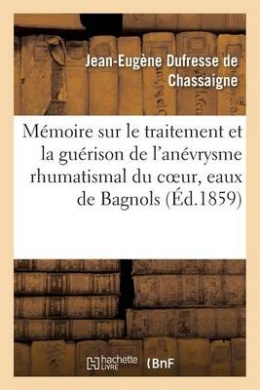 Jean-Eugène Dufresse de
Chassaigne
Mémoire sur le traitement et la guérison de l'anévrysme rhumatismal du cœur, eaux de Bagnols (Éd.1859)
hachette
LIVRE
{BnF